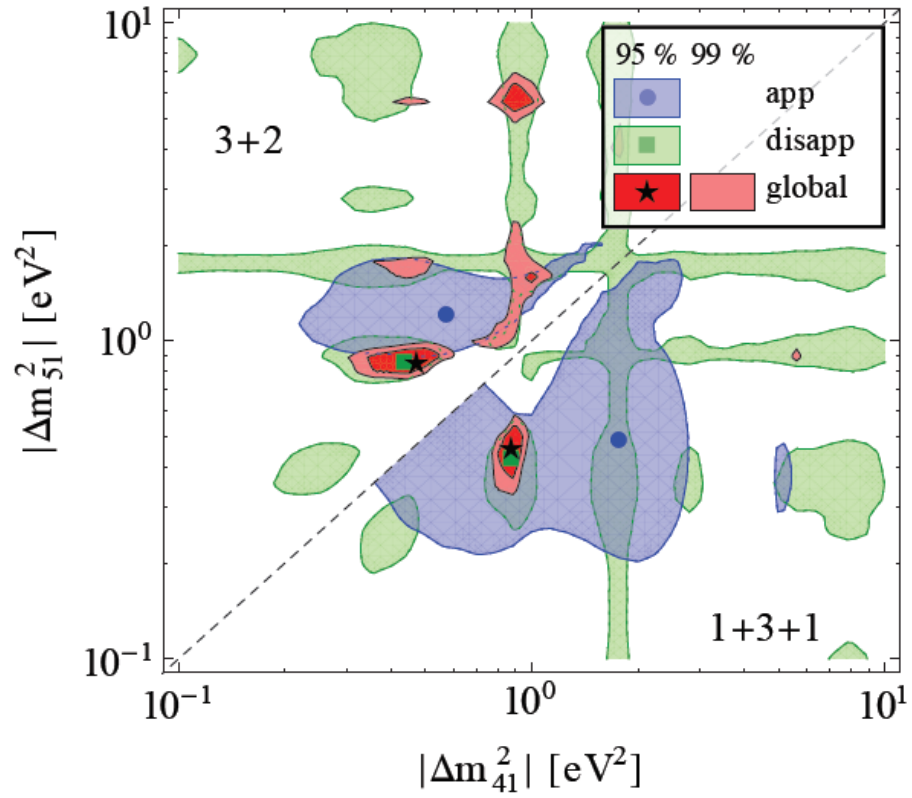 10¹
3+2
95 % 99 %
app
disapp
global
|Δm²₅₁| [eV²]
10⁰
1+3+1
10⁻¹
10⁻¹ 10⁰ 10¹
|Δm²₄₁| [eV²]